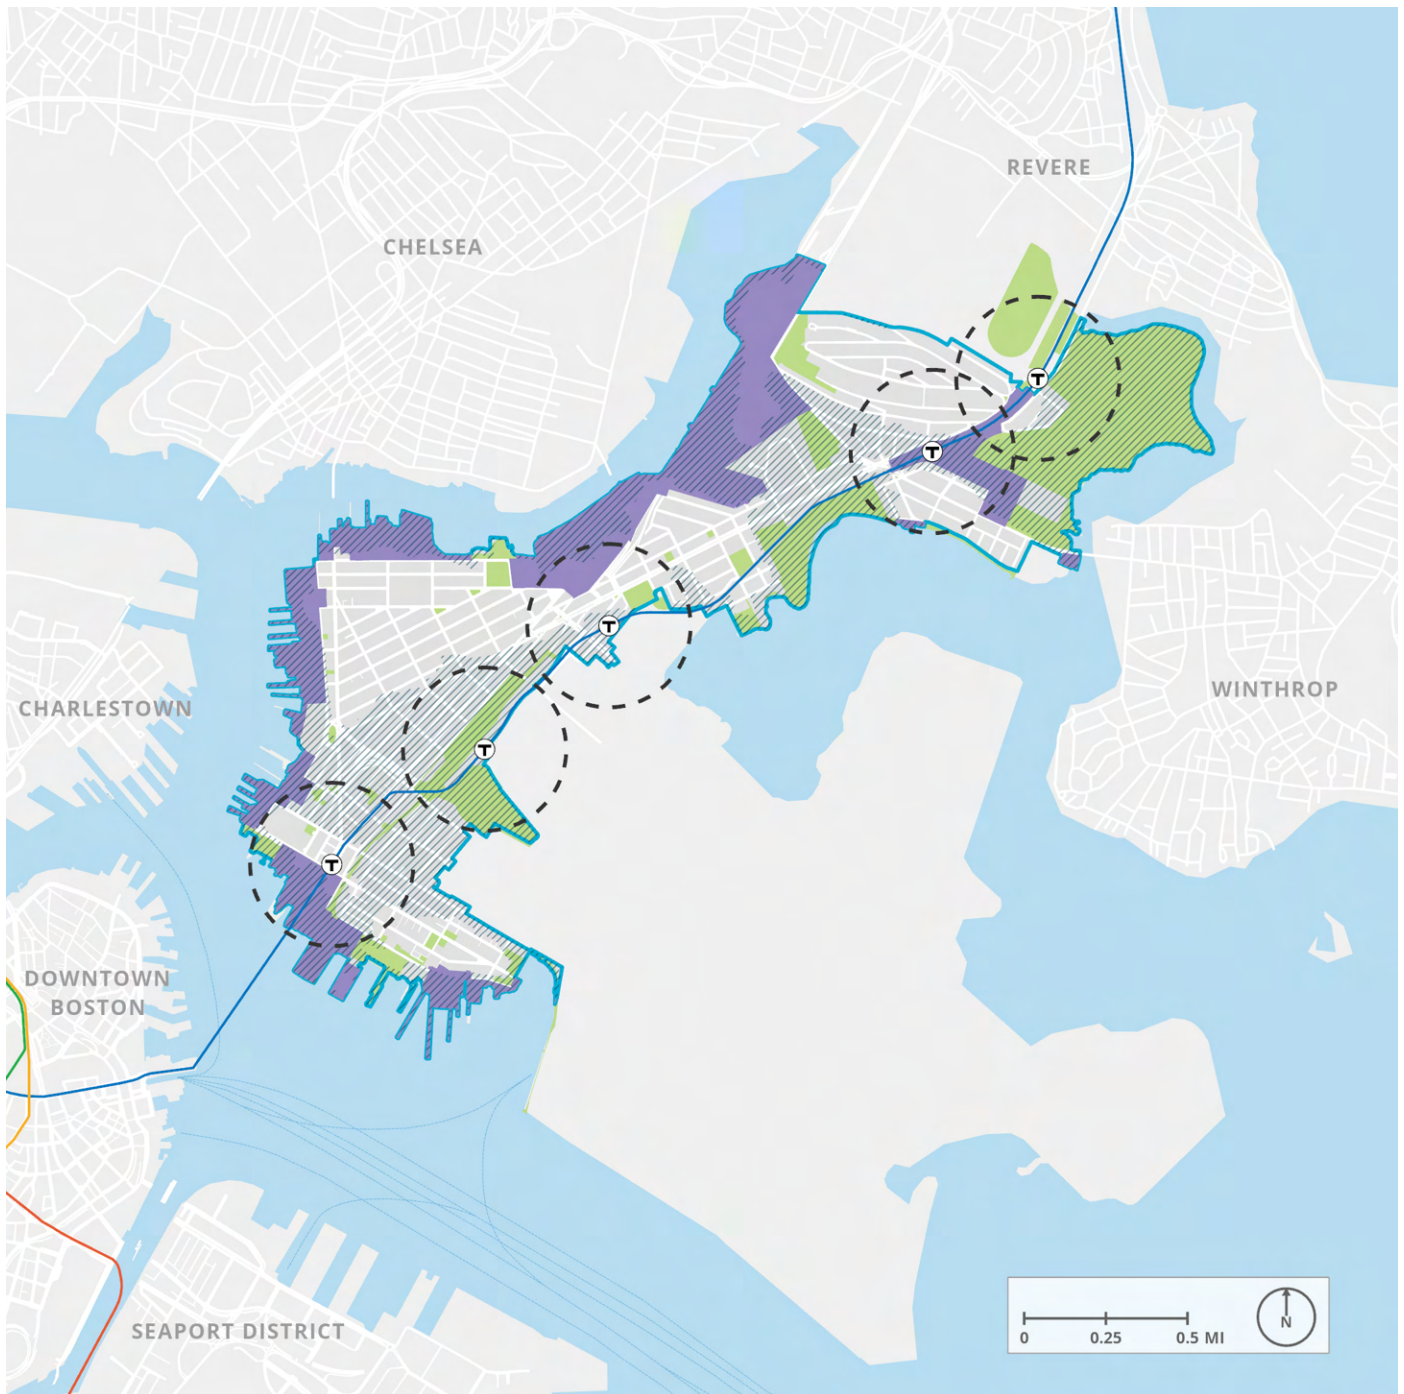 REVERE
CHELSEA
T
T
T
WINTHROP
CHARLESTOWN
T
T
DOWNTOWN
BOSTON
N
0 0.25 0.5 MI
SEAPORT DISTRICT